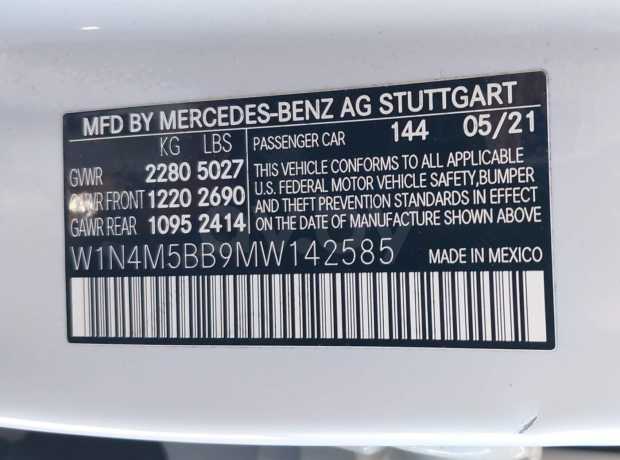 MFD BY MERCEDES-BENZ AG STUTTGART
KG LBS
GVWR 2280 5027
GAWR FRONT 1220 2690
GAWR REAR 1095 2414
PASSENGER CAR 144 05/21
THIS VEHICLE CONFORMS TO ALL APPLICABLE
U.S. FEDERAL MOTOR VEHICLE SAFETY,BUMPER
AND THEFT PREVENTION STANDARDS IN EFFECT
ON THE DATE OF MANUFACTURE SHOWN ABOVE.
W1N4M5BB9MW142585
MADE IN MEXICO